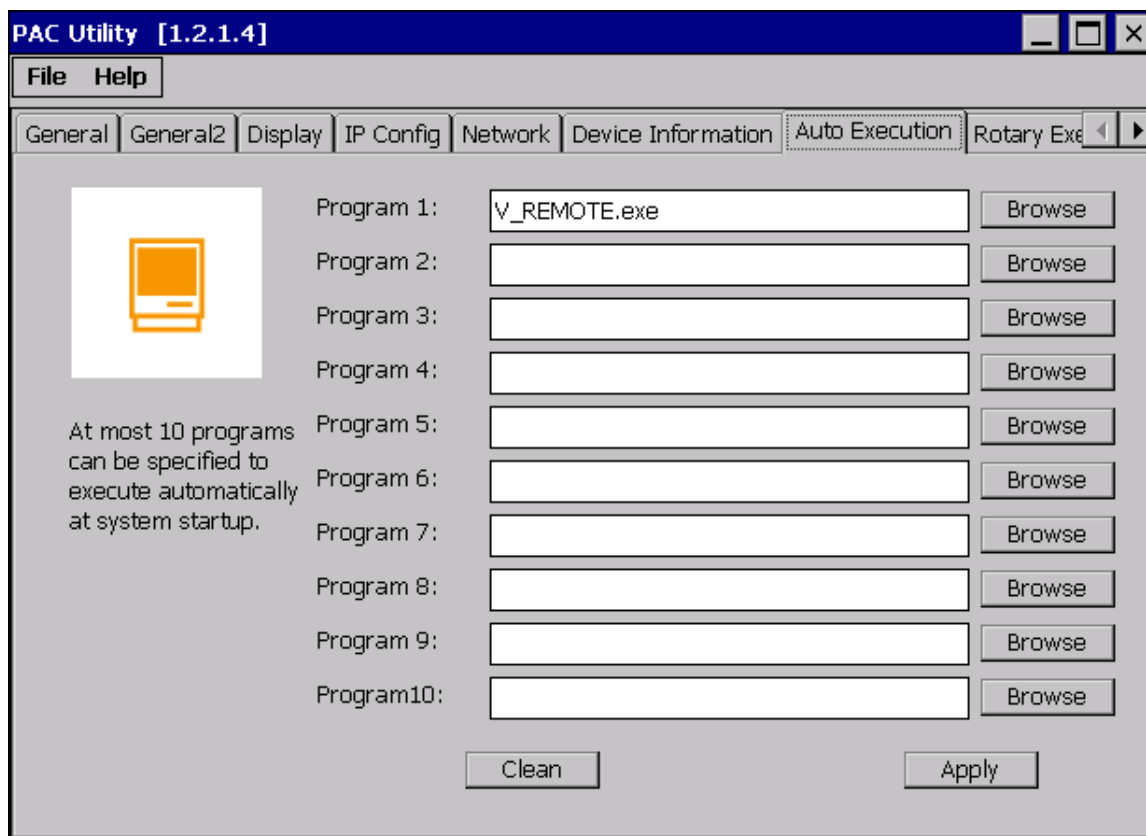 PAC Utility [1.2.1.4]
File Help
General General2 Display IP Config Network Device Information Auto Execution Rotary Exe
Program 1: V_REMOTE.exe Browse
Program 2: Browse
Program 3: Browse
Program 4: Browse
At most 10 programs
can be specified to
execute automatically
at system startup.
Program 5: Browse
Program 6: Browse
Program 7: Browse
Program 8: Browse
Program 9: Browse
Program10: Browse
Clean Apply